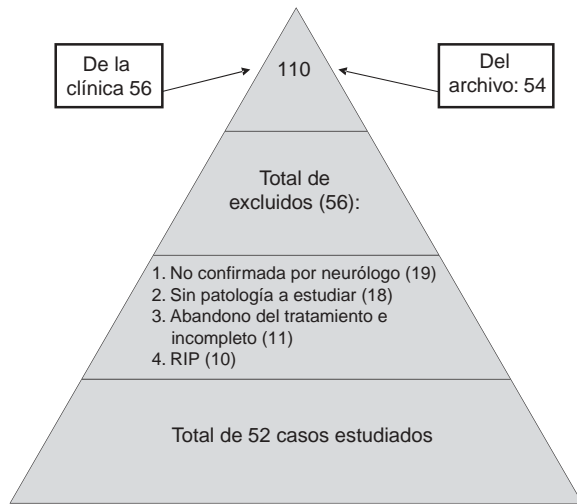 De la
clínica 56
110
Del
archivo: 54
Total de
excluidos (56):
1. No confirmada por neurólogo (19)
2. Sin patología a estudiar (18)
3. Abandono del tratamiento e
incompleto (11)
4. RIP (10)
Total de 52 casos estudiados